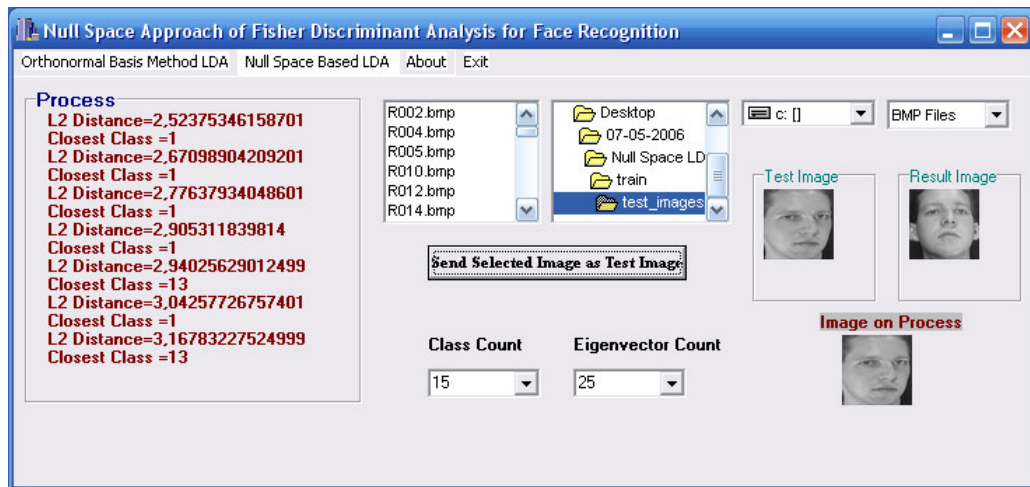 Null Space Approach of Fisher Discriminant Analysis for Face Recognition
Orthonormal Basis Method LDA Null Space Based LDA About Exit
Process
L2 Distance=2,52375346158701
Closest Class =1
L2 Distance=2,67098904209201
Closest Class =1
L2 Distance=2,77637934048601
Closest Class =1
L2 Distance=2,905311839814
Closest Class =1
L2 Distance=2,94025629012499
Closest Class =13
L2 Distance=3,04257726757401
Closest Class =1
L2 Distance=3,16783227524999
Closest Class =13
R002.bmp
R004.bmp
R005.bmp
R010.bmp
R012.bmp
R014.bmp
Desktop
07-05-2006
Null Space LD
train
test_images
c: []
BMP Files
Test Image
Result Image
Send Selected Image as Test Image
Image on Process
Class Count
Eigenvector Count
15
25